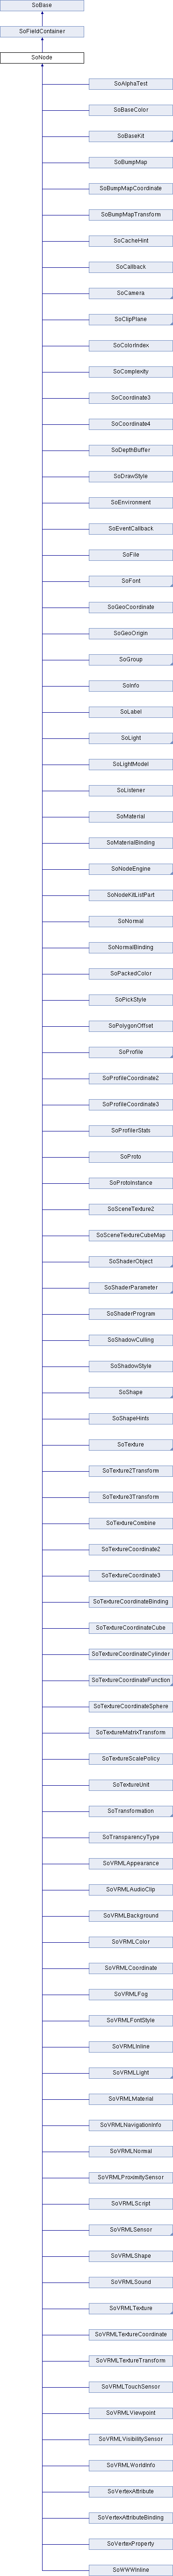 SoBase
SoFieldContainer
SoNode
SoAlphaTest
SoBaseColor
SoBaseKit
SoBumpMap
SoBumpMapCoordinate
SoBumpMapTransform
SoCacheHint
SoCallback
SoCamera
SoClipPlane
SoColorIndex
SoComplexity
SoCoordinate3
SoCoordinate4
SoDepthBuffer
SoDrawStyle
SoEnvironment
SoEventCallback
SoFile
SoFont
SoGeoCoordinate
SoGeoOrigin
SoGroup
SoInfo
SoLabel
SoLight
SoLightModel
SoListener
SoMaterial
SoMaterialBinding
SoNodeEngine
SoNodeKitListPart
SoNormal
SoNormalBinding
SoPackedColor
SoPickStyle
SoPolygonOffset
SoProfile
SoProfileCoordinate2
SoProfileCoordinate3
SoProfilerStats
SoProto
SoProtoInstance
SoSceneTexture2
SoSceneTextureCubeMap
SoShaderObject
SoShaderParameter
SoShaderProgram
SoShadowCulling
SoShadowStyle
SoShape
SoShapeHints
SoTexture
SoTexture2Transform
SoTexture3Transform
SoTextureCombine
SoTextureCoordinate2
SoTextureCoordinate3
SoTextureCoordinateBinding
SoTextureCoordinateCube
SoTextureCoordinateCylinder
SoTextureCoordinateFunction
SoTextureCoordinateSphere
SoTextureMatrixTransform
SoTextureScalePolicy
SoTextureUnit
SoTransformation
SoTransparencyType
SoVRMLAppearance
SoVRMLAudioClip
SoVRMLBackground
SoVRMLColor
SoVRMLCoordinate
SoVRMLFog
SoVRMLFontStyle
SoVRMLInline
SoVRMLLight
SoVRMLMaterial
SoVRMLNavigationInfo
SoVRMLNormal
SoVRMLProximitySensor
SoVRMLScript
SoVRMLSensor
SoVRMLShape
SoVRMLSound
SoVRMLTexture
SoVRMLTextureCoordinate
SoVRMLTextureTransform
SoVRMLTouchSensor
SoVRMLViewpoint
SoVRMLVisibilitySensor
SoVRMLWorldInfo
SoVertexAttribute
SoVertexAttributeBinding
SoVertexProperty
SoWWWInline